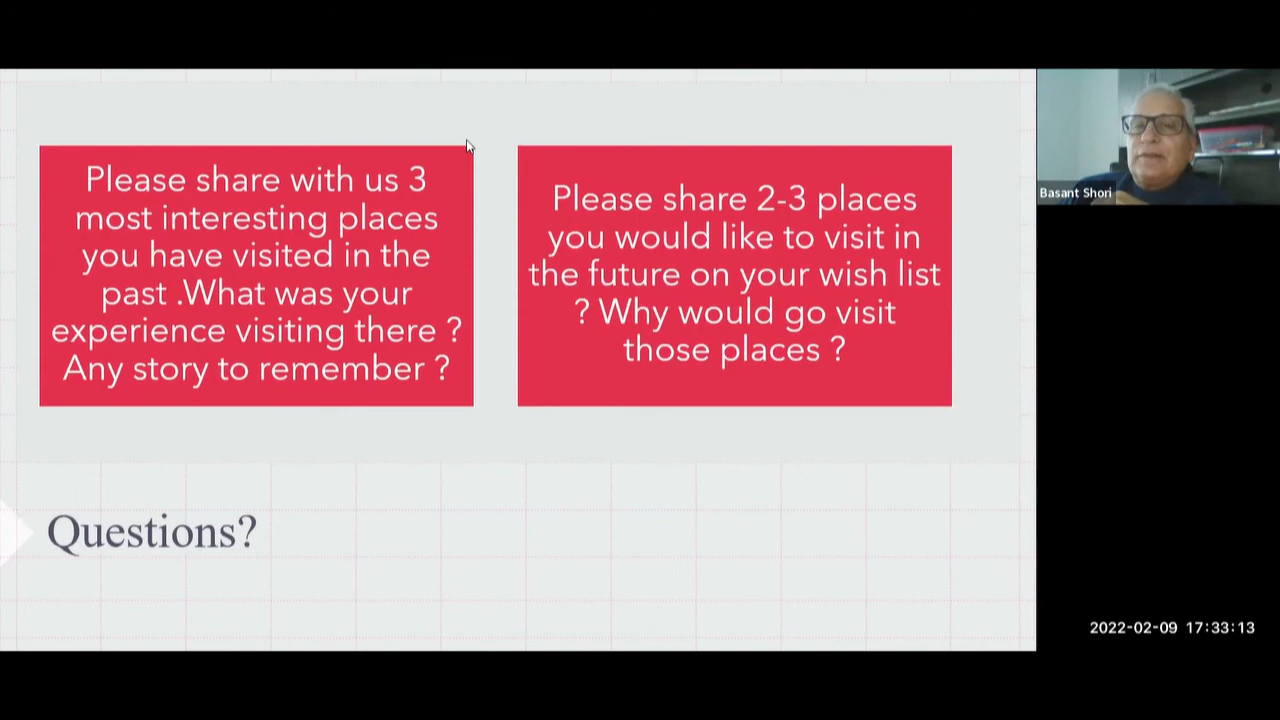 Please share with us 3
most interesting places
you have visited in the
past .What was your
experience visiting there ?
Any story to remember ?
Please share 2-3 places
you would like to visit in
the future on your wish list
? Why would go visit
those places ?
Questions?
Basant Shori
2022-02-09 17:33:13